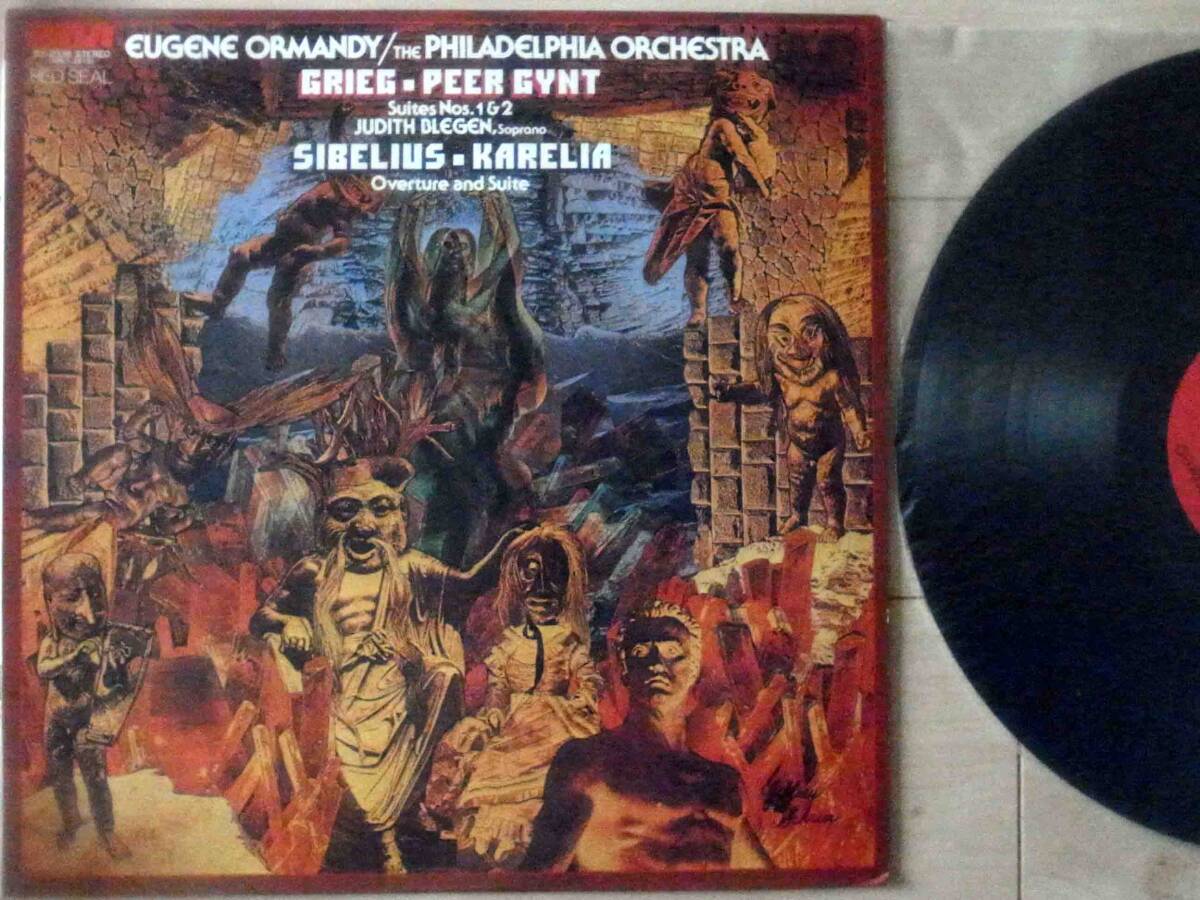 EUGENE ORMANDY/THE PHILADELPHIA ORCHESTRA
STEREO
RED SEAL
GRIEG ▪ PEER GYNT
Suites Nos. 1 & 2
JUDITH BLEGEN, Soprano
SIBELIUS ▪ KARELIA
Overture and Suite